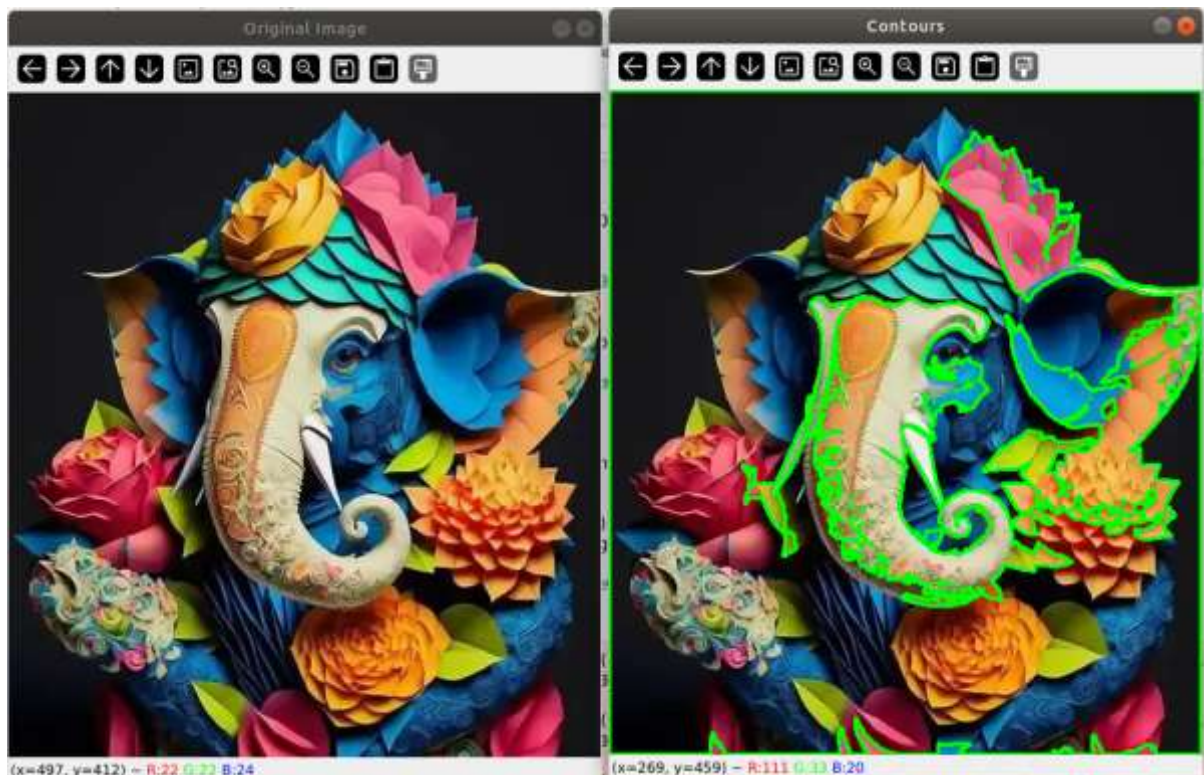 Original Image
Contours
(x=497, y=412) ~ R:22 G:22 B:24
(x=269, y=459) ~ R:111 G:33 B:20